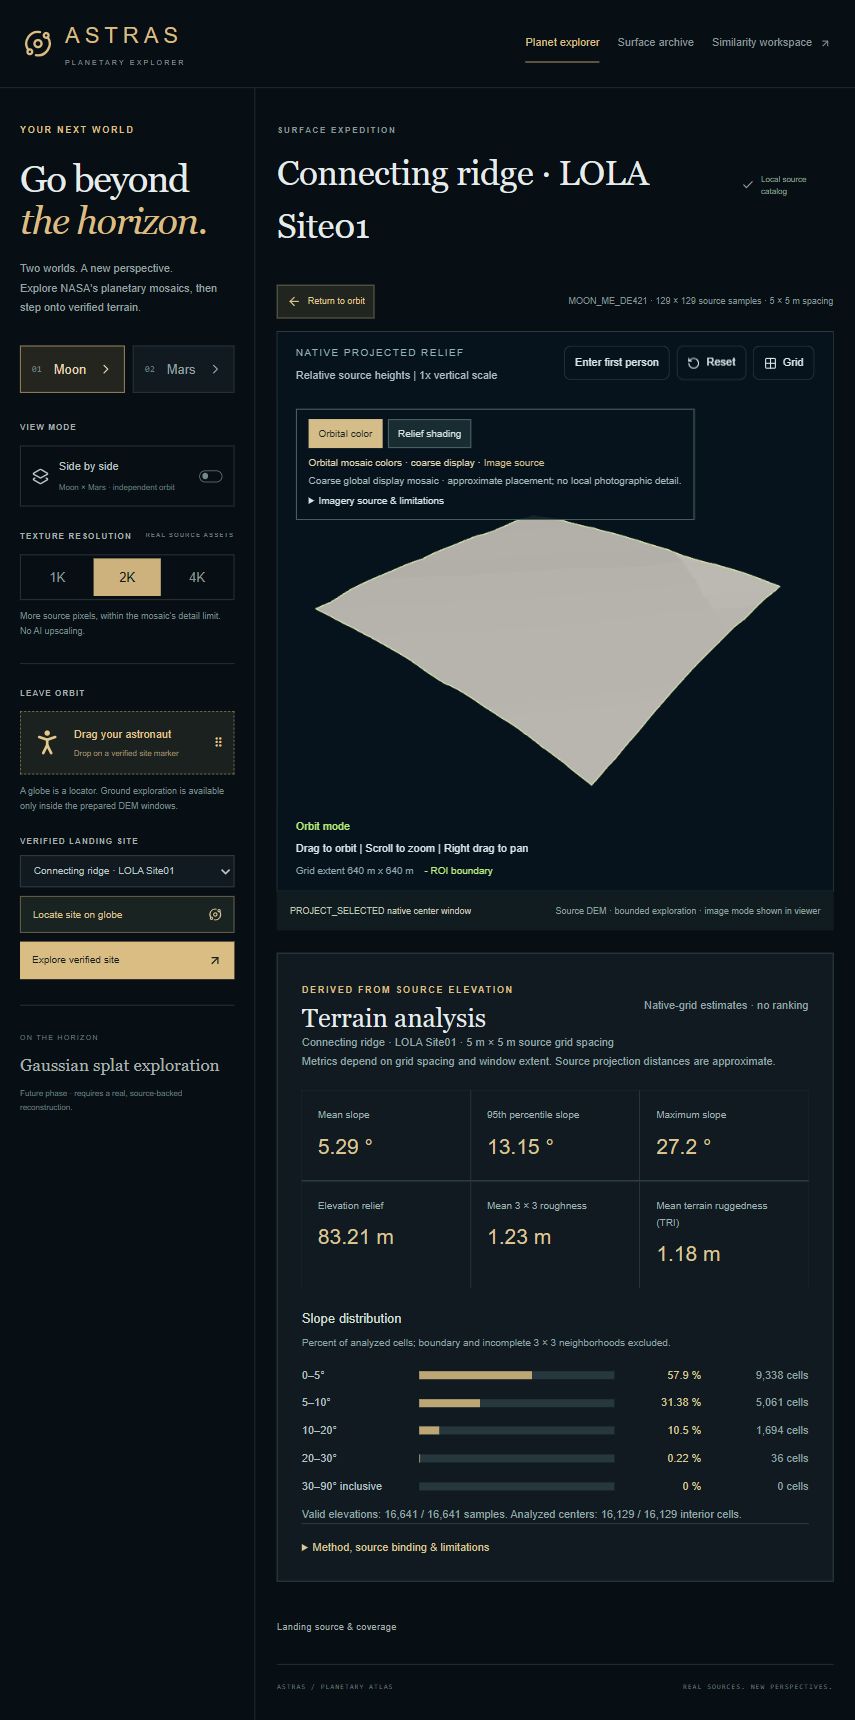 ASTRAS
PLANETARY EXPLORER
Planet explorer
Surface archive
Similarity workspace
YOUR NEXT WORLD
Go beyond
the horizon.
Two worlds. A new perspective.
Explore NASA's planetary mosaics, then
step onto verified terrain.
01 Moon
02 Mars
VIEW MODE
Side by side
Moon × Mars · independent orbit
TEXTURE RESOLUTION
REAL SOURCE ASSETS
1K
2K
4K
More source pixels, within the mosaic's detail limit.
No AI upscaling.
LEAVE ORBIT
Drag your astronaut
Drop on a verified site marker
A globe is a locator. Ground exploration is available
only inside the prepared DEM windows.
VERIFIED LANDING SITE
Connecting ridge · LOLA Site01
Locate site on globe
Explore verified site
ON THE HORIZON
Gaussian splat exploration
Future phase · requires a real, source-backed
reconstruction.
SURFACE EXPEDITION
Connecting ridge · LOLA
Site01
Local source
catalog
Return to orbit
MOON_ME_DE421 · 129 × 129 source samples · 5 × 5 m spacing
NATIVE PROJECTED RELIEF
Relative source heights | 1x vertical scale
Enter first person
Reset
Grid
Orbital color
Relief shading
Orbital mosaic colors · coarse display · Image source
Coarse global display mosaic · approximate placement; no local photographic detail.
Imagery source & limitations
Orbit mode
Drag to orbit | Scroll to zoom | Right drag to pan
Grid extent 640 m x 640 m - ROI boundary
PROJECT_SELECTED native center window
Source DEM · bounded exploration · image mode shown in viewer
DERIVED FROM SOURCE ELEVATION
Terrain analysis
Native-grid estimates · no ranking
Connecting ridge · LOLA Site01 · 5 m × 5 m source grid spacing
Metrics depend on grid spacing and window extent. Source projection distances are approximate.
Mean slope
5.29 °
95th percentile slope
13.15 °
Maximum slope
27.2 °
Elevation relief
83.21 m
Mean 3 × 3 roughness
1.23 m
Mean terrain ruggedness
(TRI)
1.18 m
Slope distribution
Percent of analyzed cells; boundary and incomplete 3 × 3 neighborhoods excluded.
0–5° 57.9 % 9,338 cells
5–10° 31.38 % 5,061 cells
10–20° 10.5 % 1,694 cells
20–30° 0.22 % 36 cells
30–90° inclusive 0 % 0 cells
Valid elevations: 16,641 / 16,641 samples. Analyzed centers: 16,129 / 16,129 interior cells.
Method, source binding & limitations
Landing source & coverage
ASTRAS / PLANETARY ATLAS
REAL SOURCES. NEW PERSPECTIVES.